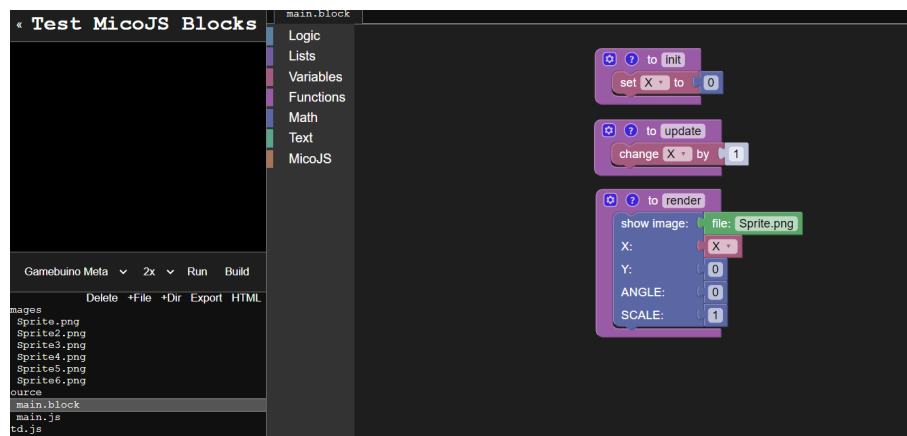 « Test MicoJS Blocks
Gamebuino Meta 2x Run Build
Delete +File +Dir Export HTML
mages
Sprite.png
Sprite2.png
Sprite3.png
Sprite4.png
Sprite5.png
Sprite6.png
ource
main.block
main.js
td.js
main.block
Logic
Lists
Variables
Functions
Math
Text
MicoJS
? to init
set X to 0
? to update
change X by 1
? to render
show image: file: Sprite.png
X: X
Y: 0
ANGLE: 0
SCALE: 1